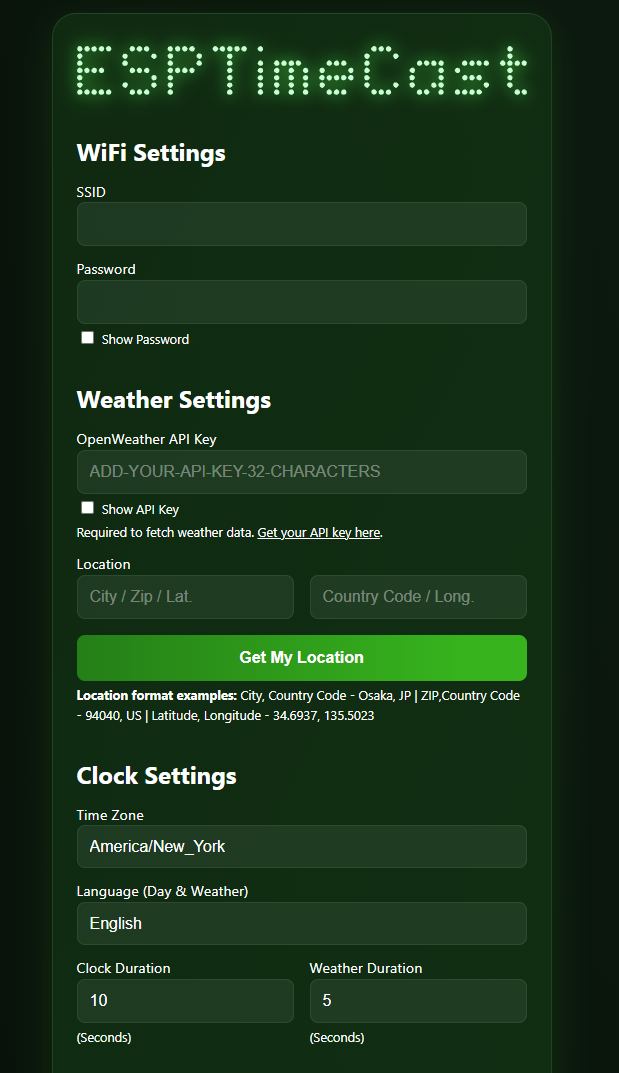 ESPTimeCast
WiFi Settings
SSID
Password
Show Password
Weather Settings
OpenWeather API Key
ADD-YOUR-API-KEY-32-CHARACTERS
Show API Key
Required to fetch weather data. Get your API key here.
Location
City / Zip / Lat.
Country Code / Long.
Get My Location
Location format examples: City, Country Code - Osaka, JP | ZIP,Country Code
- 94040, US | Latitude, Longitude - 34.6937, 135.5023
Clock Settings
Time Zone
America/New_York
Language (Day & Weather)
English
Clock Duration
Weather Duration
10
5
(Seconds)
(Seconds)